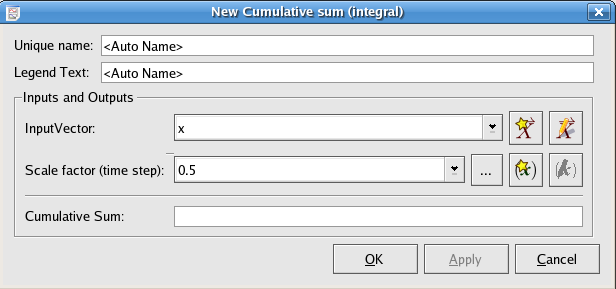 New Cumulative sum (integral)
Unique name: <Auto Name>
Legend Text: <Auto Name>
Inputs and Outputs
InputVector: x
Scale factor (time step): 0.5 ... (x)
Cumulative Sum:
OK Apply Cancel